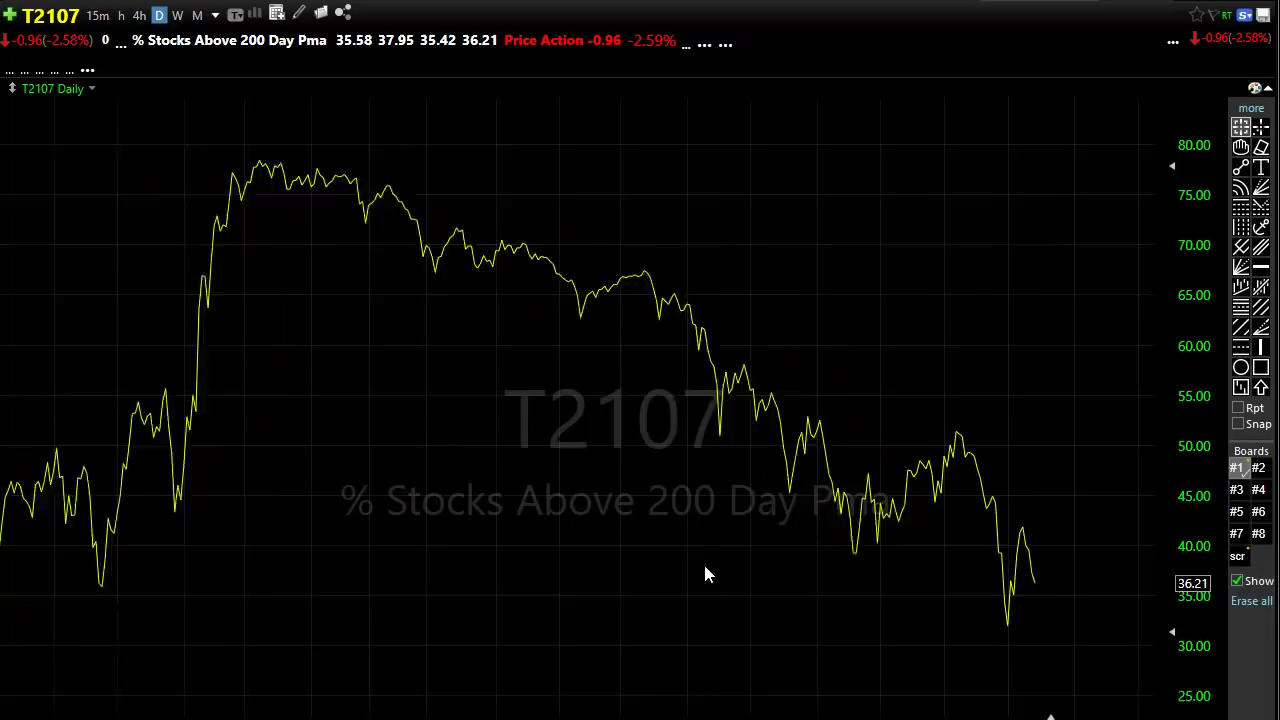 T2107 15m h 4h D W M T RT S
-0.96(-2.58%) 0 ... % Stocks Above 200 Day Pma 35.58 37.95 35.42 36.21 Price Action -0.96 -2.59% ... ... ... ... -0.96(-2.58%)
... ... ... ... ... ...
T2107 Daily
more
80.00
75.00
70.00
65.00
60.00
55.00
50.00
45.00
40.00
36.21
35.00
30.00
25.00
T2107
% Stocks Above 200 Day Pma
T
Rpt
Snap
Boards
#1 #2
#3 #4
#5 #6
#7 #8
scr
Show
Erase all